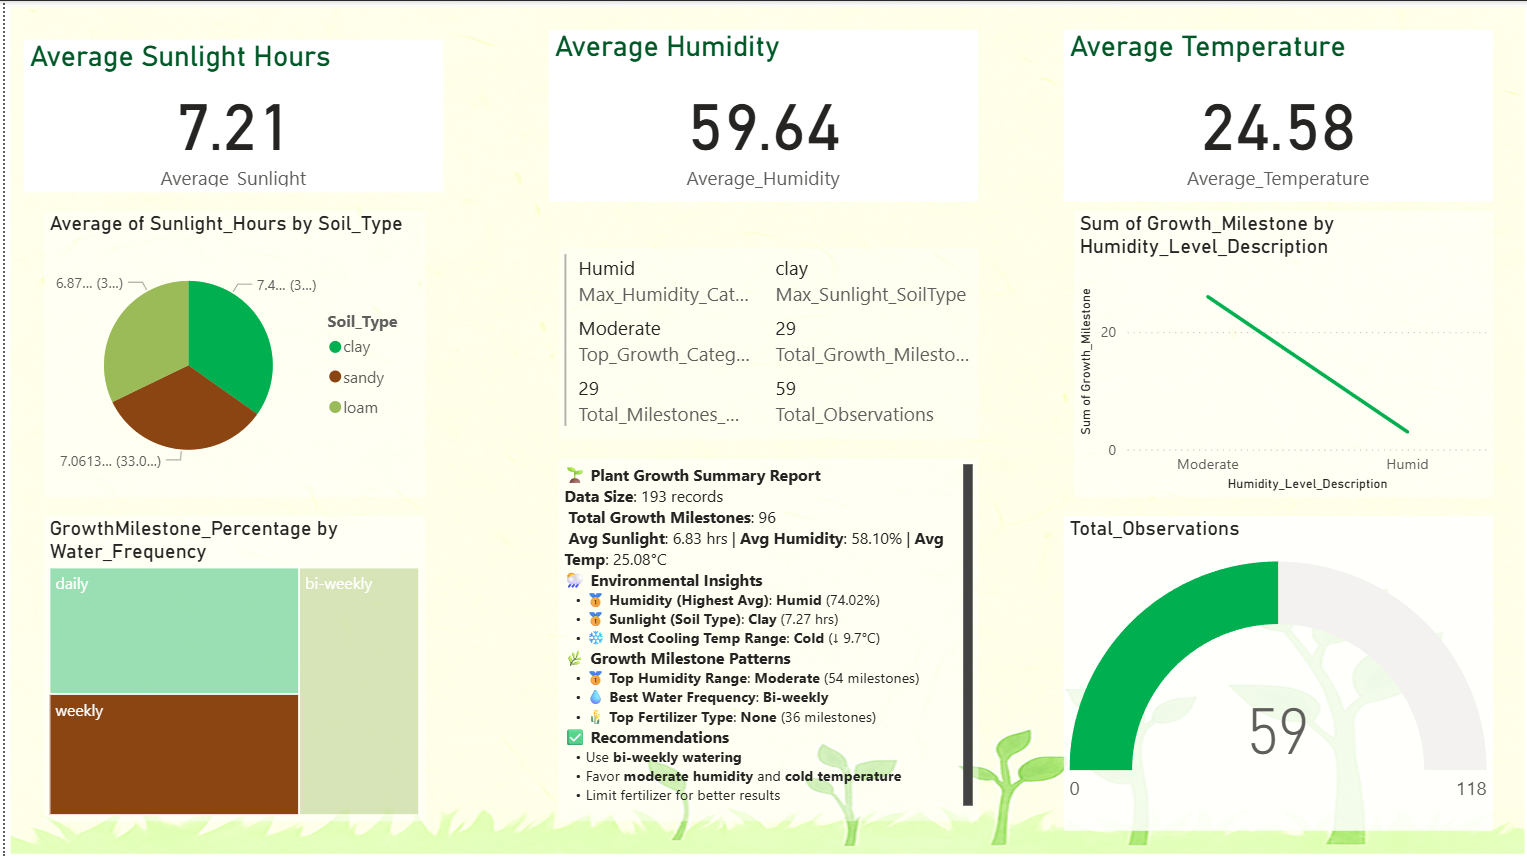 Average Sunlight Hours
7.21
Average_Sunlight
Average Humidity
59.64
Average_Humidity
Average Temperature
24.58
Average_Temperature
Average of Sunlight_Hours by Soil_Type
6.87... (3...)
7.4... (3...)
7.0613... (33.0...)
Soil_Type
clay
sandy
loam
Humid
Max_Humidity_Cat...
clay
Max_Sunlight_SoilType
Moderate
Top_Growth_Categ...
29
Total_Growth_Milesto...
29
Total_Milestones_...
59
Total_Observations
Sum of Growth_Milestone by
Humidity_Level_Description
Sum of Growth_Milestone
20
0
Moderate
Humid
Humidity_Level_Description
GrowthMilestone_Percentage by
Water_Frequency
daily
bi-weekly
weekly
Plant Growth Summary Report
Data Size: 193 records
Total Growth Milestones: 96
Avg Sunlight: 6.83 hrs | Avg Humidity: 58.10% | Avg
Temp: 25.08°C
Environmental Insights
• Humidity (Highest Avg): Humid (74.02%)
• Sunlight (Soil Type): Clay (7.27 hrs)
• Most Cooling Temp Range: Cold (↓ 9.7°C)
Growth Milestone Patterns
• Top Humidity Range: Moderate (54 milestones)
• Best Water Frequency: Bi-weekly
• Top Fertilizer Type: None (36 milestones)
Recommendations
• Use bi-weekly watering
• Favor moderate humidity and cold temperature
• Limit fertilizer for better results
Total_Observations
59
0
118